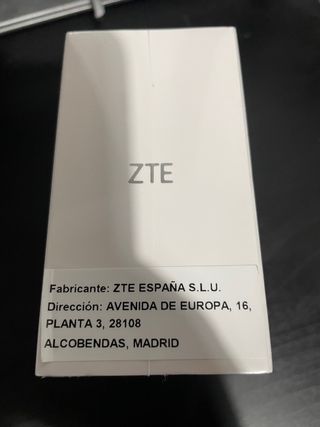 ZTE
Fabricante: ZTE ESPAÑA S.L.U.
Dirección: AVENIDA DE EUROPA, 16,
PLANTA 3, 28108
ALCOBENDAS, MADRID